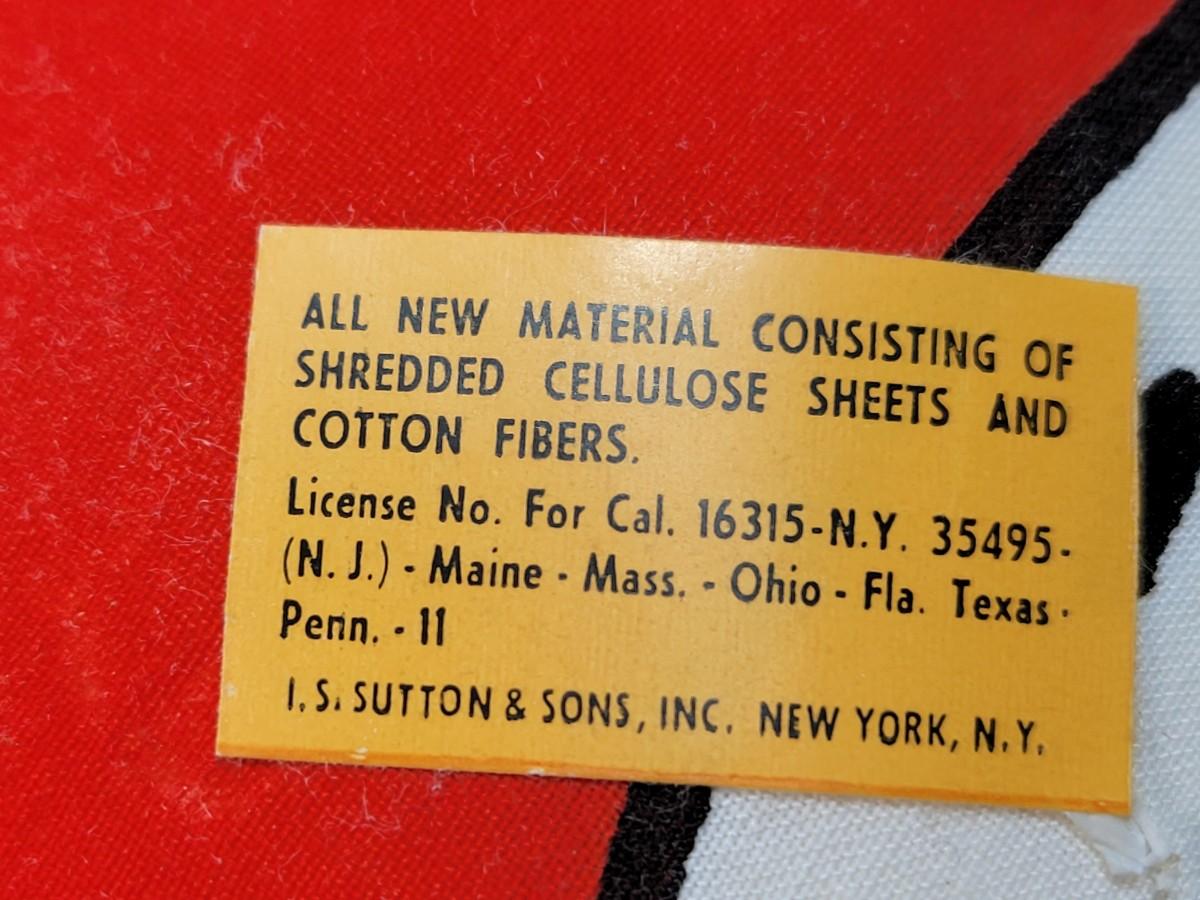 ALL NEW MATERIAL CONSISTING OF
SHREDDED CELLULOSE SHEETS AND
COTTON FIBERS.
License No. For Cal. 16315-N.Y. 35495-
(N. J.) - Maine - Mass. - Ohio - Fla. Texas -
Penn. - 11
I. S. SUTTON & SONS, INC. NEW YORK, N.Y.